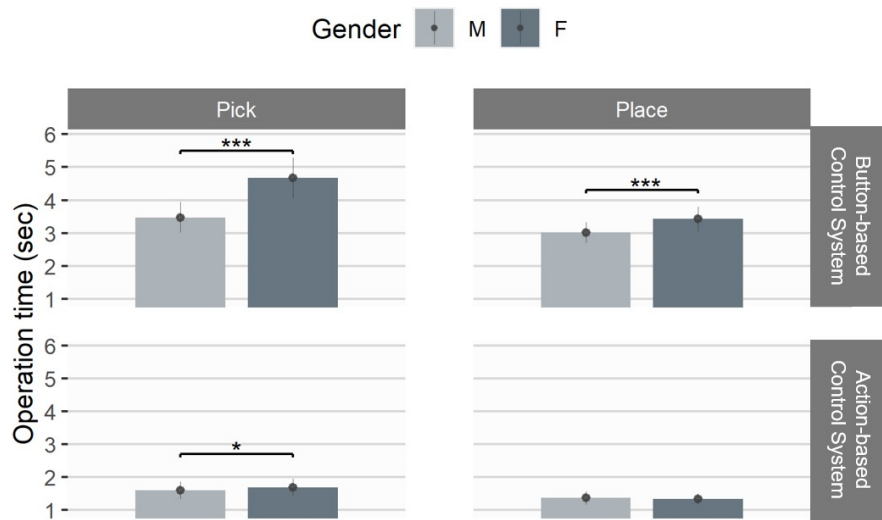 Gender M F
Pick Place
Operation time (sec)
Button-based
Control System
6
***
5
***
4
3
2
1
Action-based
Control System
6
5
4
3
*
2
1